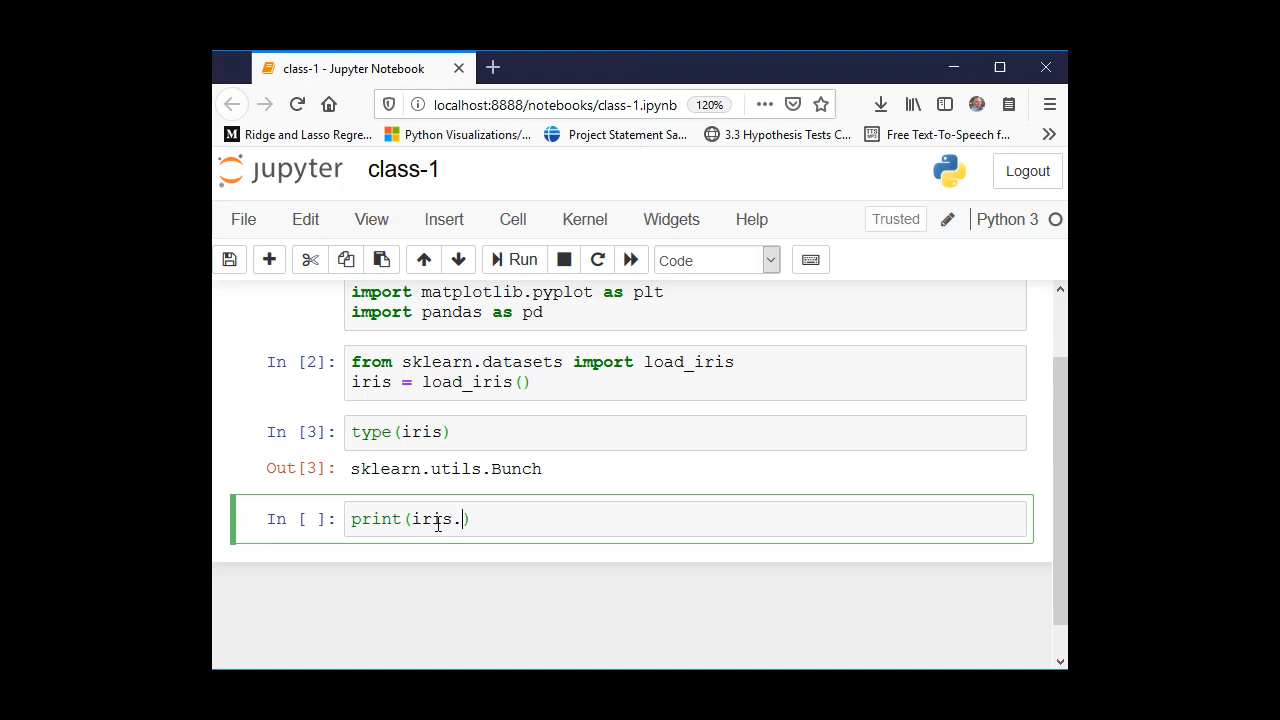 class-1 - Jupyter Notebook
localhost:8888/notebooks/class-1.ipynb 120%
M Ridge and Lasso Regre... Python Visualizations/... Project Statement Sa... 3.3 Hypothesis Tests C... TTS MP3 Free Text-To-Speech f...
jupyter class-1 Logout
File Edit View Insert Cell Kernel Widgets Help Trusted Python 3
Run Code
import matplotlib.pyplot as plt
import pandas as pd
In [2]: from sklearn.datasets import load_iris
iris = load_iris()
In [3]: type(iris)
Out[3]: sklearn.utils.Bunch
In [ ]: print(iris.)